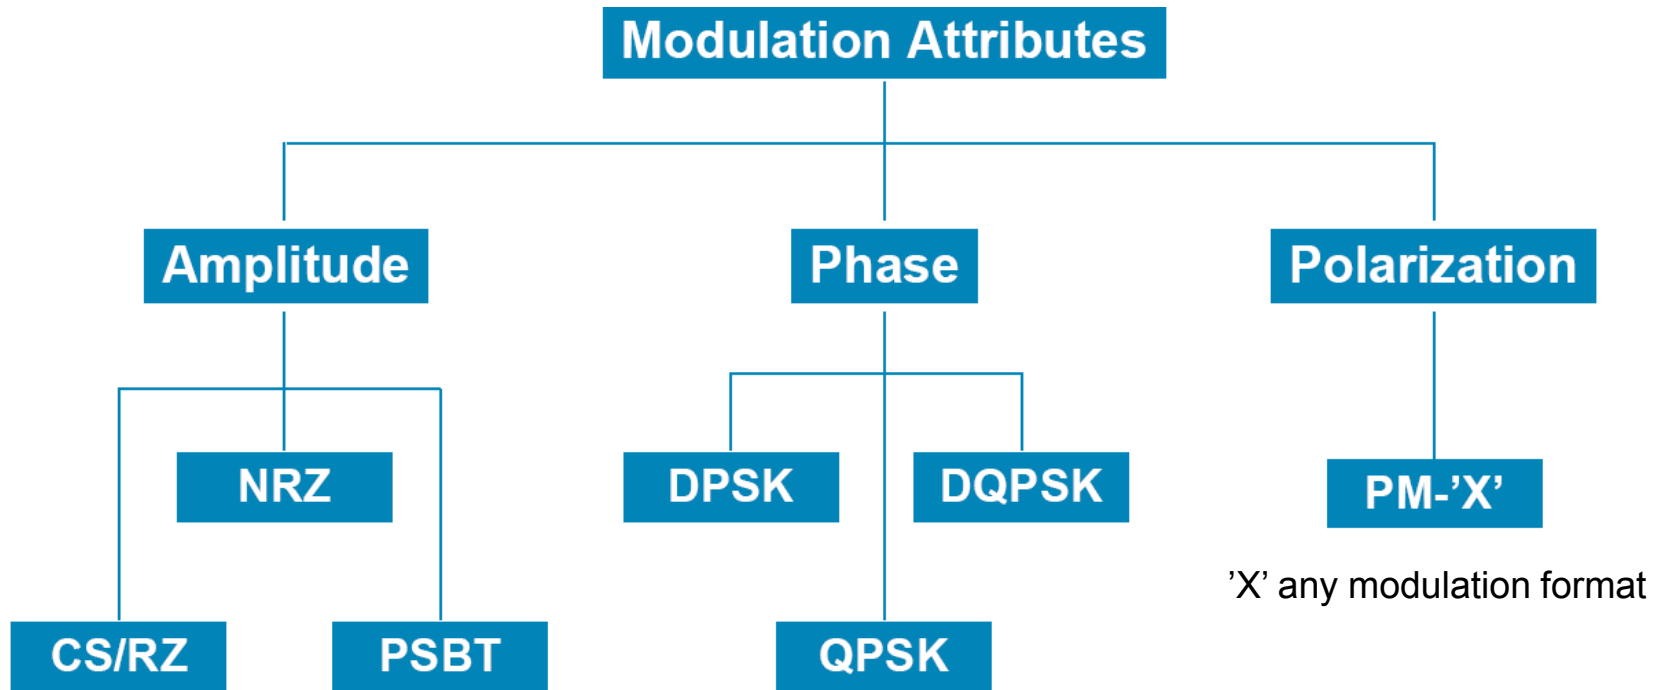 Modulation Attributes
Amplitude
Phase
Polarization
NRZ
DPSK
DQPSK
PM-’X’
’X’ any modulation format
CS/RZ
PSBT
QPSK